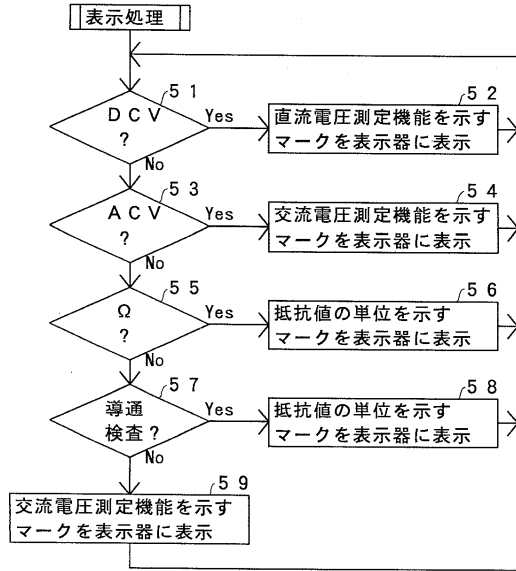 表示処理
51
DCV
?
Yes
No
52
直流電圧測定機能を示す
マークを表示器に表示
53
ACV
?
Yes
No
54
交流電圧測定機能を示す
マークを表示器に表示
55
Ω
?
Yes
No
56
抵抗値の単位を示す
マークを表示器に表示
57
導通
検査?
Yes
No
58
抵抗値の単位を示す
マークを表示器に表示
59
交流電圧測定機能を示す
マークを表示器に表示